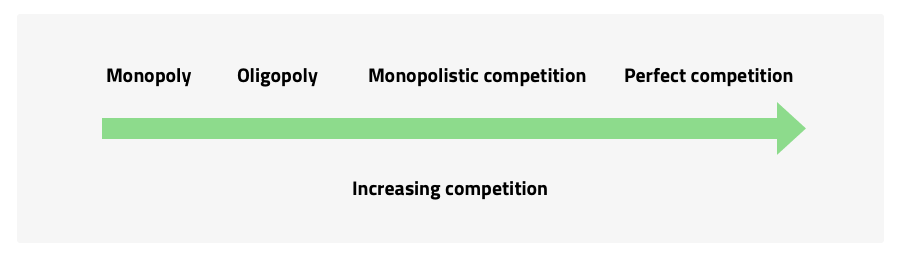 Monopoly Oligopoly Monopolistic competition Perfect competition
Increasing competition